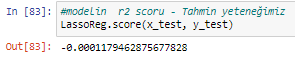 In [83]: #modelin  r2 scoru - Tahmin yeteneğimiz
LassoReg.score(x_test, y_test)
Out[83]: -0.0001179462875677828